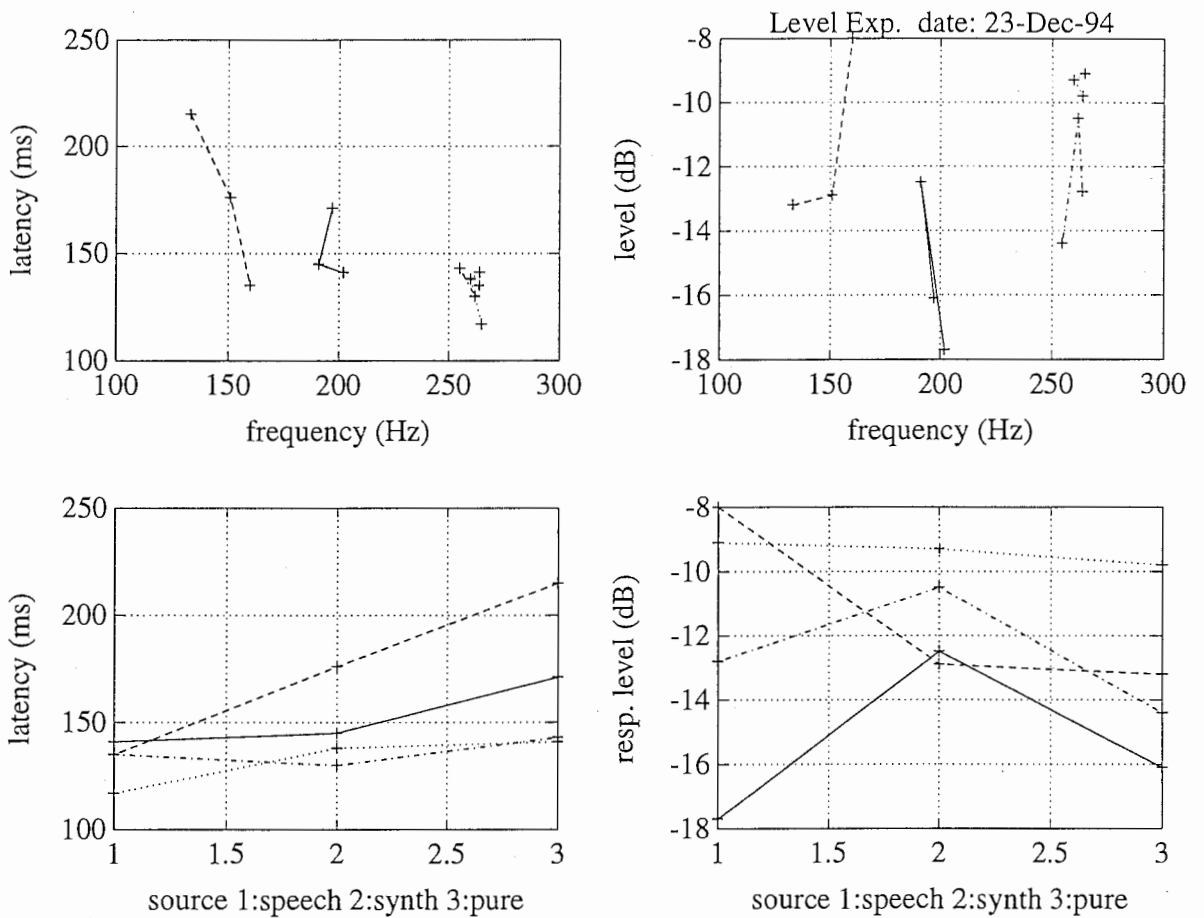 Level Exp. date: 23-Dec-94
250
200
150
100
latency (ms)
100 150 200 250 300
frequency (Hz)
-8
-10
-12
-14
-16
-18
level (dB)
100 150 200 250 300
frequency (Hz)
250
200
150
100
latency (ms)
1 1.5 2 2.5 3
source 1:speech 2:synth 3:pure
-8
-10
-12
-14
-16
-18
resp. level (dB)
1 1.5 2 2.5 3
source 1:speech 2:synth 3:pure